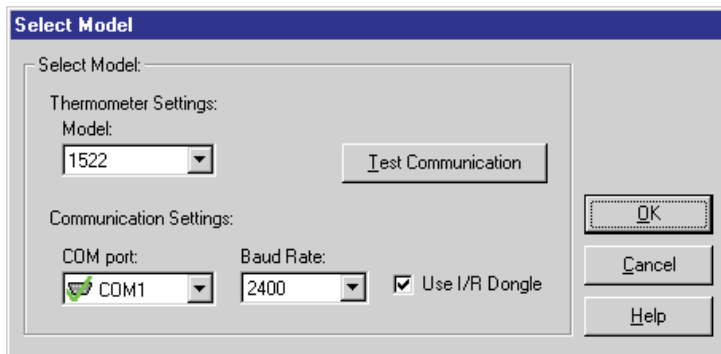 Select Model
Select Model:
Thermometer Settings:
Model:
1522
Test Communication
Communication Settings:
COM port:
Baud Rate:
COM1
2400
Use I/R Dongle
OK
Cancel
Help